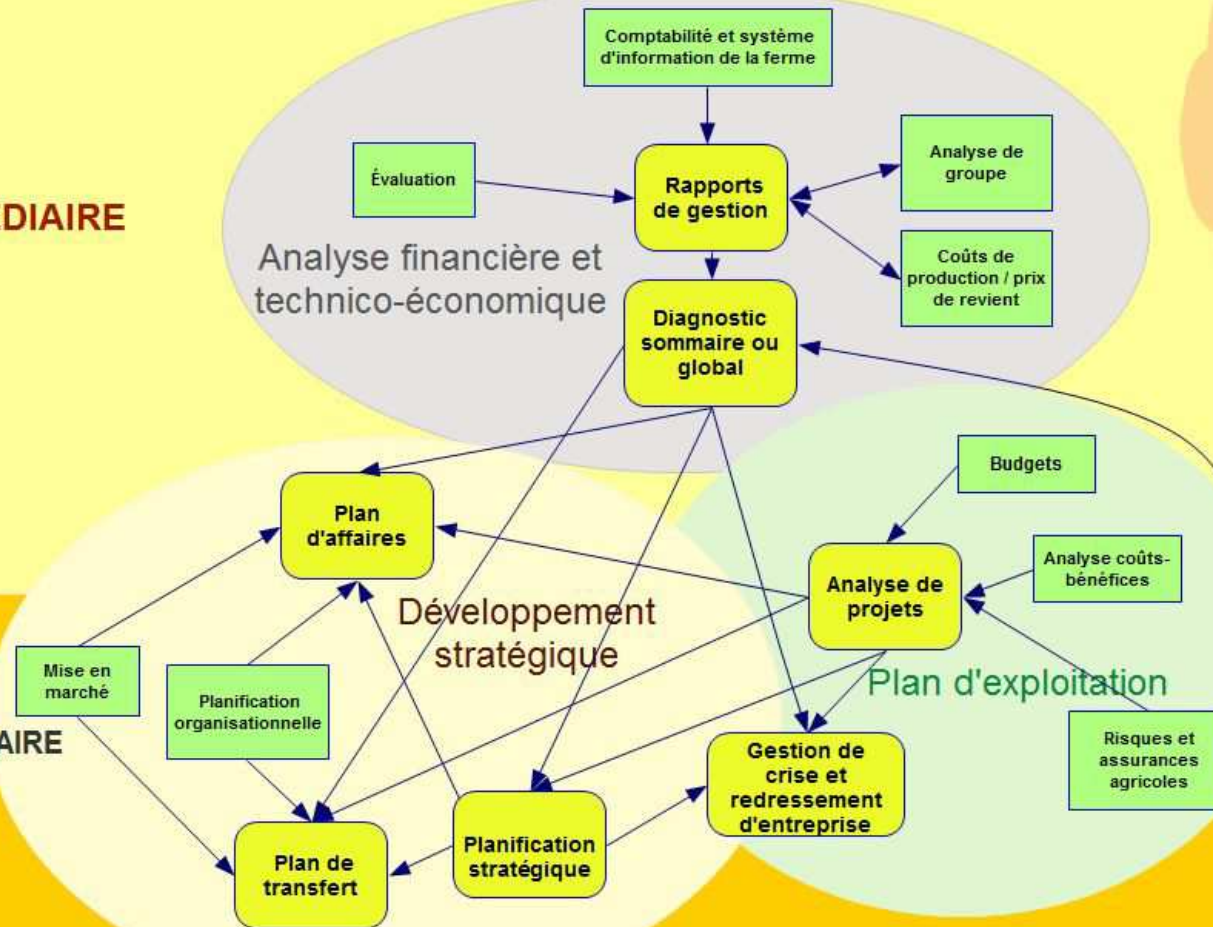 Comptabilité et système
d'information de la ferme
Évaluation
Rapports
de gestion
Analyse de
groupe
Analyse financière et
technico-économique
Coûts de
production / prix
de revient
Diagnostic
sommaire ou
global
Budgets
Plan
d'affaires
Analyse de
projets
Analyse coûts-
bénéfices
Développement
stratégique
Mise en
marché
Planification
organisationnelle
Plan d'exploitation
Risques et
assurances
agricoles
Gestion de
crise et
redressement
d'entreprise
Planification
stratégique
Plan de
transfert